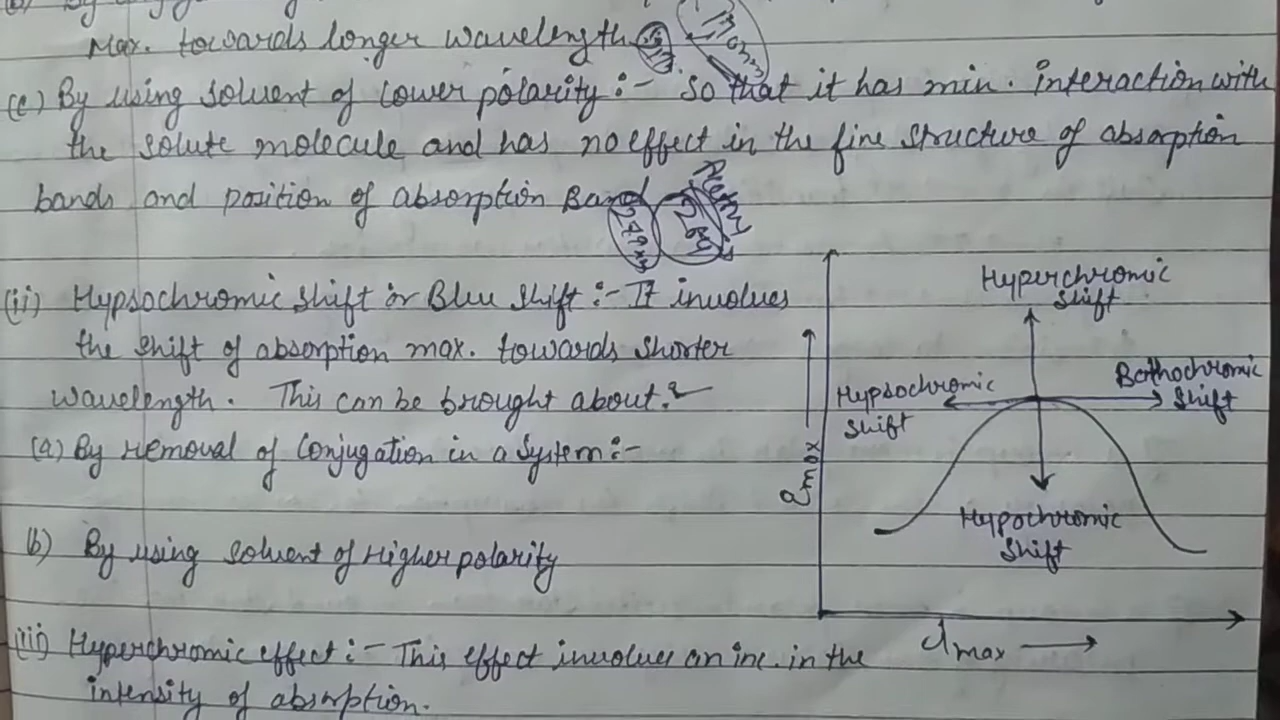 By
Max. towards longer wavelength
(c) By using solvent of lower polarity :- So that it has min. interaction with
the solute molecule and has no effect in the fine structure of absorption
bands and position of absorption Band
249nm
(ii) Hypsochromic Shift or Blue Shift :- It involves
the shift of absorption max. towards shorter
wavelength. This can be brought about :-
(a) By removal of Conjugation in a System :-
b) By using solvent of Higher polarity
(iii) Hyperchromic effect :- This effect involves an inc. in the
intensity of absorption.
Hyperchromic
shift
Hypsochromic
shift
Bathochromic
shift
Hypochromic
shift
max
max